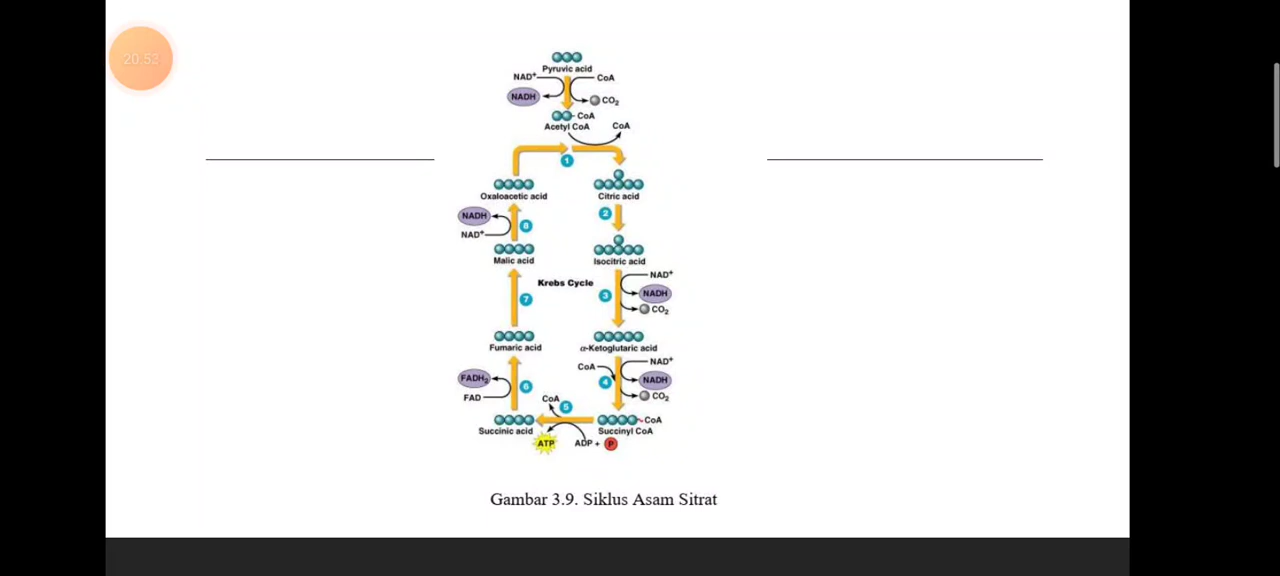 20:53
Pyruvic acid
NAD⁺
CoA
NADH
CO₂
CoA
Acetyl CoA
CoA
1
Oxaloacetic acid
Citric acid
NADH
2
8
NAD⁺
Malic acid
Isocitric acid
NAD⁺
Krebs Cycle
NADH
3
7
CO₂
Fumaric acid
α-Ketoglutaric acid
NAD⁺
CoA
FADH₂
NADH
4
6
CO₂
FAD
CoA
5
CoA
Succinic acid
Succinyl CoA
ATP
ADP + P
Gambar 3.9. Siklus Asam Sitrat